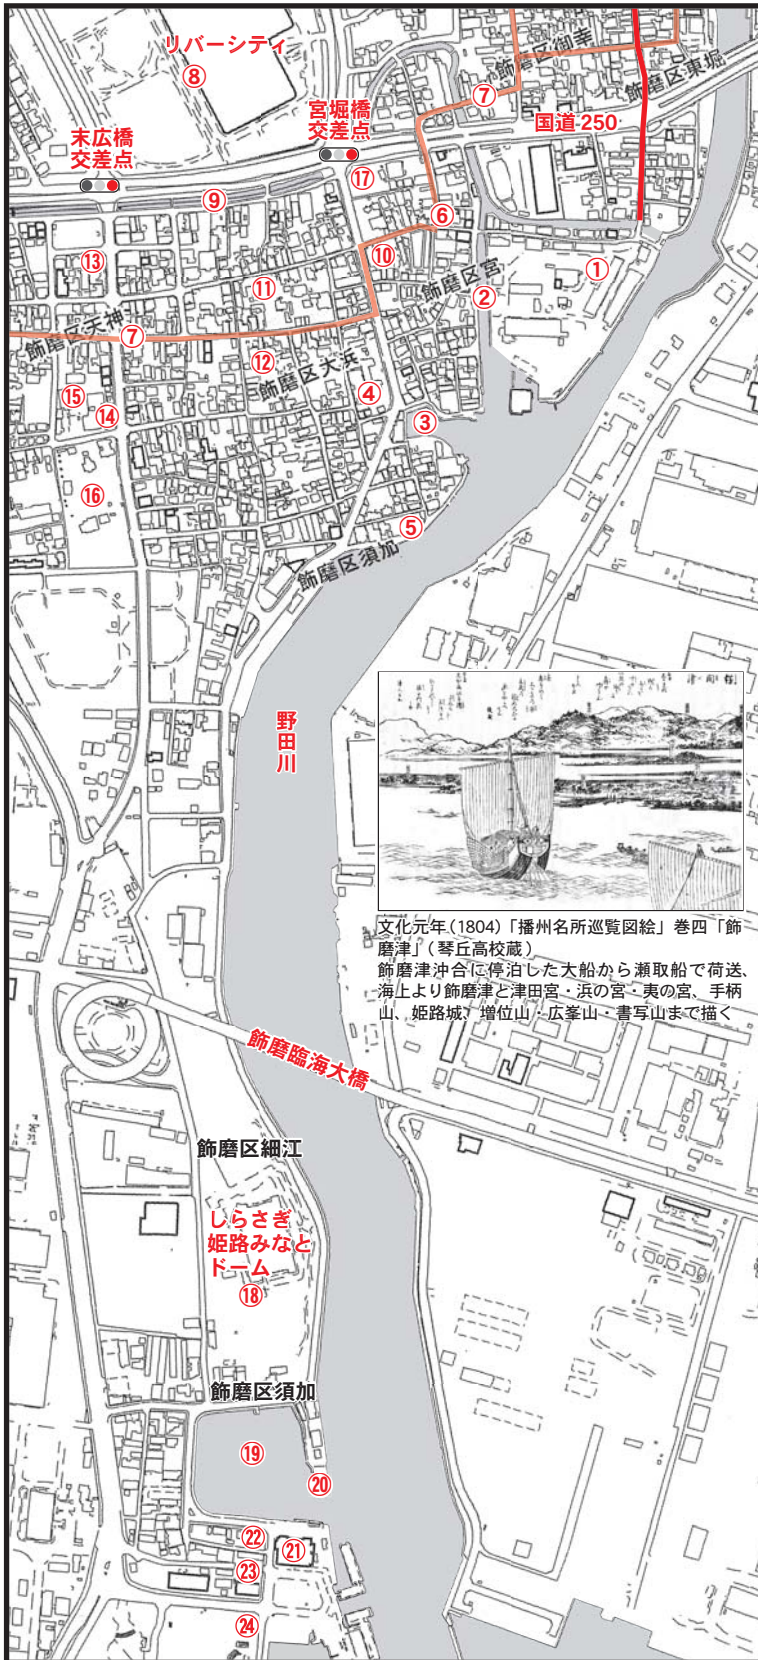 リバーシティ
⑧
飾磨区御幸
⑦
飾磨区東堀
国道250
宮堀橋
交差点
末広橋
交差点
⑰
⑨
⑥
⑬
⑩
①
⑪
飾磨区宮
②
飾磨区天神
⑦
⑫
飾磨区大浜
④
⑮
⑭
③
⑯
⑤
飾磨区須加
野田川
文化元年(1804)「播州名所巡覧図絵」巻四「飾
磨津」(琴丘高校蔵)
飾磨津沖合に停泊した大船から瀬取船で荷送、
海上より飾磨津と津田宮・浜の宮・恵の宮、手柄
山、姫路城、増位山・広峯山・書写山まで描く
飾磨臨海大橋
飾磨区細江
しらさぎ
姫路みなと
ドーム
⑱
飾磨区須加
⑲
⑳
㉒
㉑
㉓
㉔